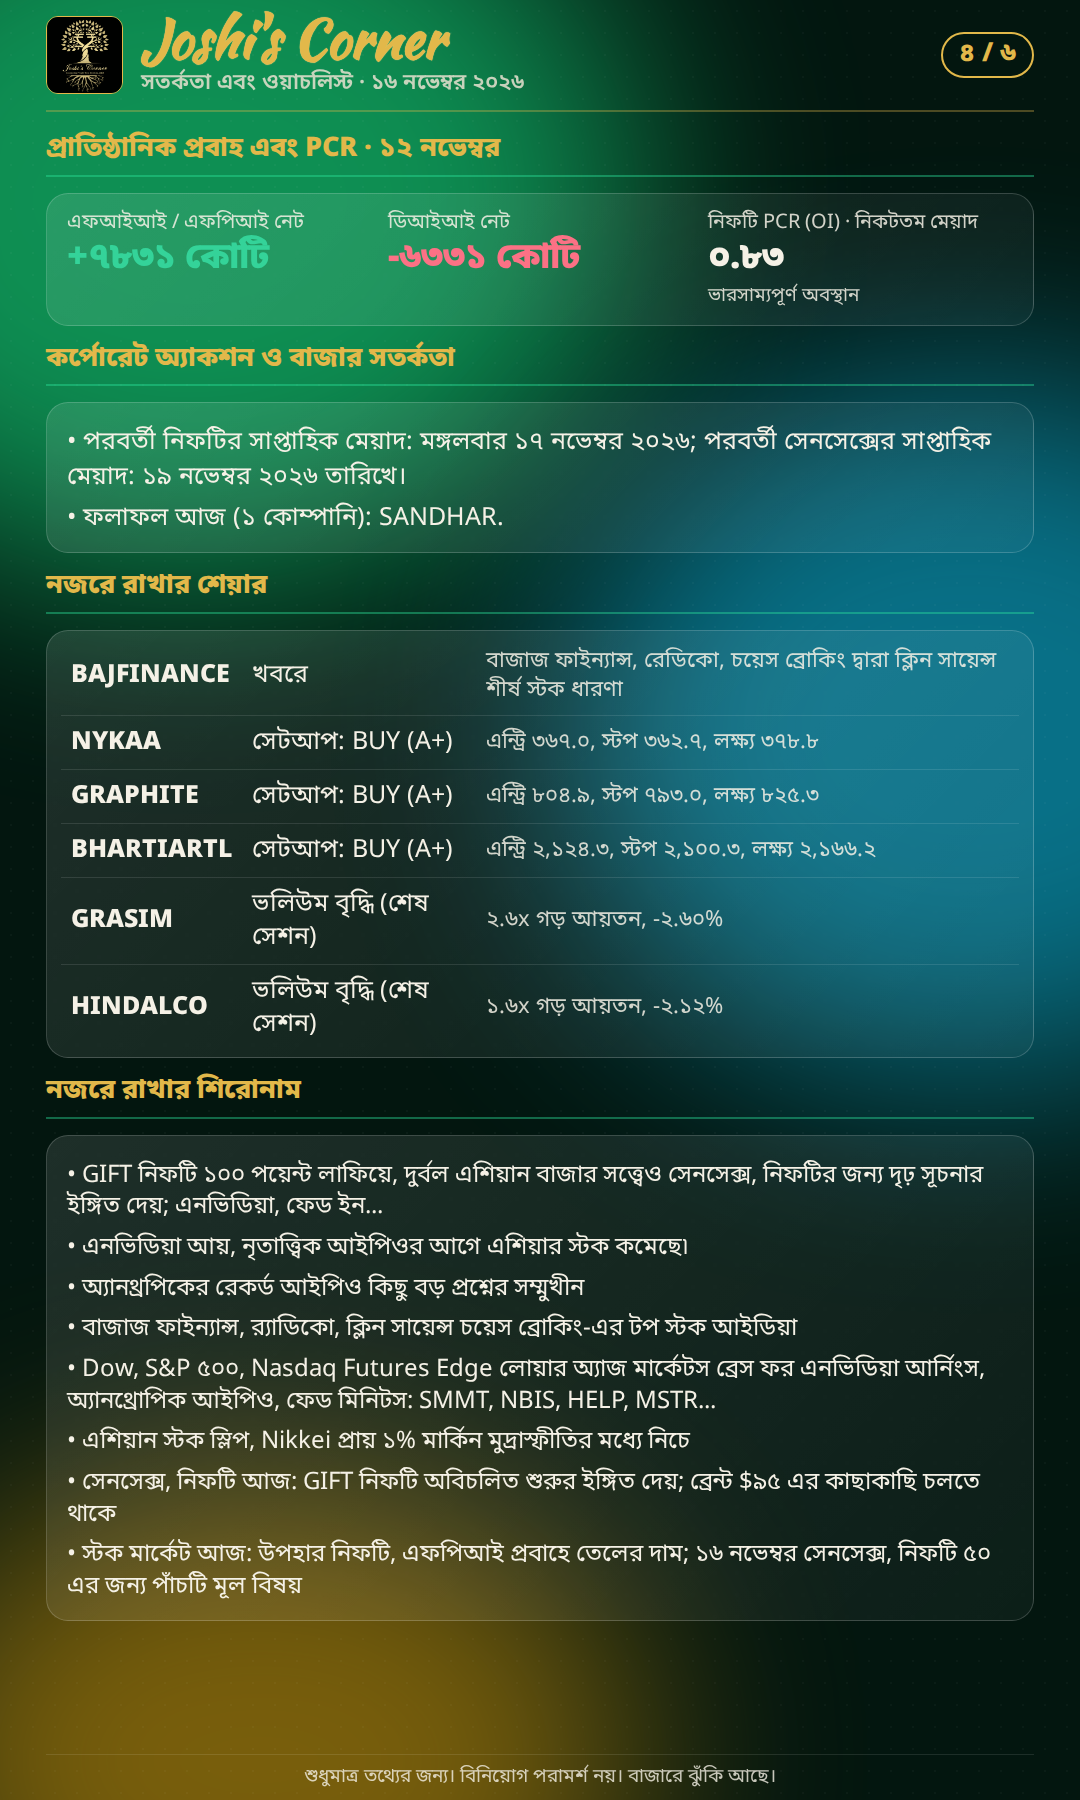 Joshi's Corner
সতর্কতা এবং ওয়াচলিস্ট · ১৬ নভেম্বর ২০২৬
৪ / ৬
প্রাতিষ্ঠানিক প্রবাহ এবং PCR · ১২ নভেম্বর
এফআইআই / এফপিআই নেট
+৭৮৩১ কোটি
ডিআইআই নেট
-৬৩৩১ কোটি
নিফটি PCR (OI) · নিকটতম মেয়াদ
০.৮৩
ভারসাম্যপূর্ণ অবস্থান
কর্পোরেট অ্যাকশন ও বাজার সতর্কতা
• পরবর্তী নিফটির সাপ্তাহিক মেয়াদ: মঙ্গলবার ১৭ নভেম্বর ২০২৬; পরবর্তী সেনসেক্সের সাপ্তাহিক
মেয়াদ: ১৯ নভেম্বর ২০২৬ তারিখে।
• ফলাফল আজ (১ কোম্পানি): SANDHAR.
নজরে রাখার শেয়ার
BAJFINANCE খবরে বাজাজ ফাইন্যান্স, রেডিকো, চয়েস ব্রোকিং দ্বারা ক্লিন সায়েন্স
শীর্ষ স্টক ধারণা
NYKAA সেটআপ: BUY (A+) এন্ট্রি ৩৬৭.০, স্টপ ৩৬২.৭, লক্ষ্য ৩৭৮.৮
GRAPHITE সেটআপ: BUY (A+) এন্ট্রি ৮০৪.৯, স্টপ ৭৯৩.০, লক্ষ্য ৮২৫.৩
BHARTIARTL সেটআপ: BUY (A+) এন্ট্রি ২,১২৪.৩, স্টপ ২,১০০.৩, লক্ষ্য ২,১৬৬.২
GRASIM ভলিউম বৃদ্ধি (শেষ সেশন) ২.৬x গড় আয়তন, -২.৬০%
HINDALCO ভলিউম বৃদ্ধি (শেষ সেশন) ১.৬x গড় আয়তন, -২.১২%
নজরে রাখার শিরোনাম
• GIFT নিফটি ১০০ পয়েন্ট লাফিয়ে, দুর্বল এশিয়ান বাজার সত্ত্বেও সেনসেক্স, নিফটির জন্য দৃঢ় সূচনার
ইঙ্গিত দেয়; এনভিডিয়া, ফেড ইন...
• এনভিডিয়া আয়, নৃতাত্ত্বিক আইপিওর আগে এশিয়ার স্টক কমেছে৷
• অ্যানথ্রপিকের রেকর্ড আইপিও কিছু বড় প্রশ্নের সম্মুখীন
• বাজাজ ফাইন্যান্স, র‍্যাডিকো, ক্লিন সায়েন্স চয়েস ব্রোকিং-এর টপ স্টক আইডিয়া
• Dow, S&P ৫০০, Nasdaq Futures Edge লোয়ার অ্যাজ মার্কেটস ব্রেস ফর এনভিডিয়া আর্নিংস,
অ্যানথ্রোপিক আইপিও, ফেড মিনিটস: SMMT, NBIS, HELP, MSTR...
• এশিয়ান স্টক স্লিপ, Nikkei প্রায় ১% মার্কিন মুদ্রাস্ফীতির মধ্যে নিচে
• সেনসেক্স, নিফটি আজ: GIFT নিফটি অবিচলিত শুরুর ইঙ্গিত দেয়; ব্রেন্ট $৯৫ এর কাছাকাছি চলতে
থাকে
• স্টক মার্কেট আজ: উপহার নিফটি, এফপিআই প্রবাহে তেলের দাম; ১৬ নভেম্বর সেনসেক্স, নিফটি ৫০
এর জন্য পাঁচটি মূল বিষয়
শুধুমাত্র তথ্যের জন্য। বিনিয়োগ পরামর্শ নয়। বাজারে ঝুঁকি আছে।